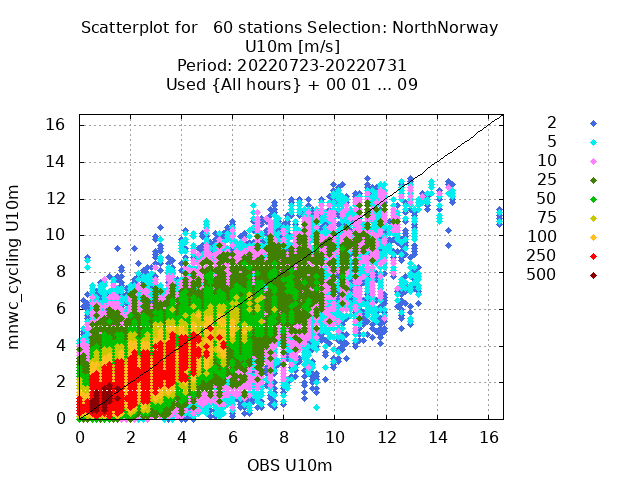 Scatterplot for   60 stations Selection: NorthNorway
U10m [m/s]
Period: 20220723-20220731
Used {All hours} + 00 01 ... 09
mnwc_cycling U10m
16
14
12
10
8
6
4
2
0
0 2 4 6 8 10 12 14 16
OBS U10m
2
5
10
25
50
75
100
250
500